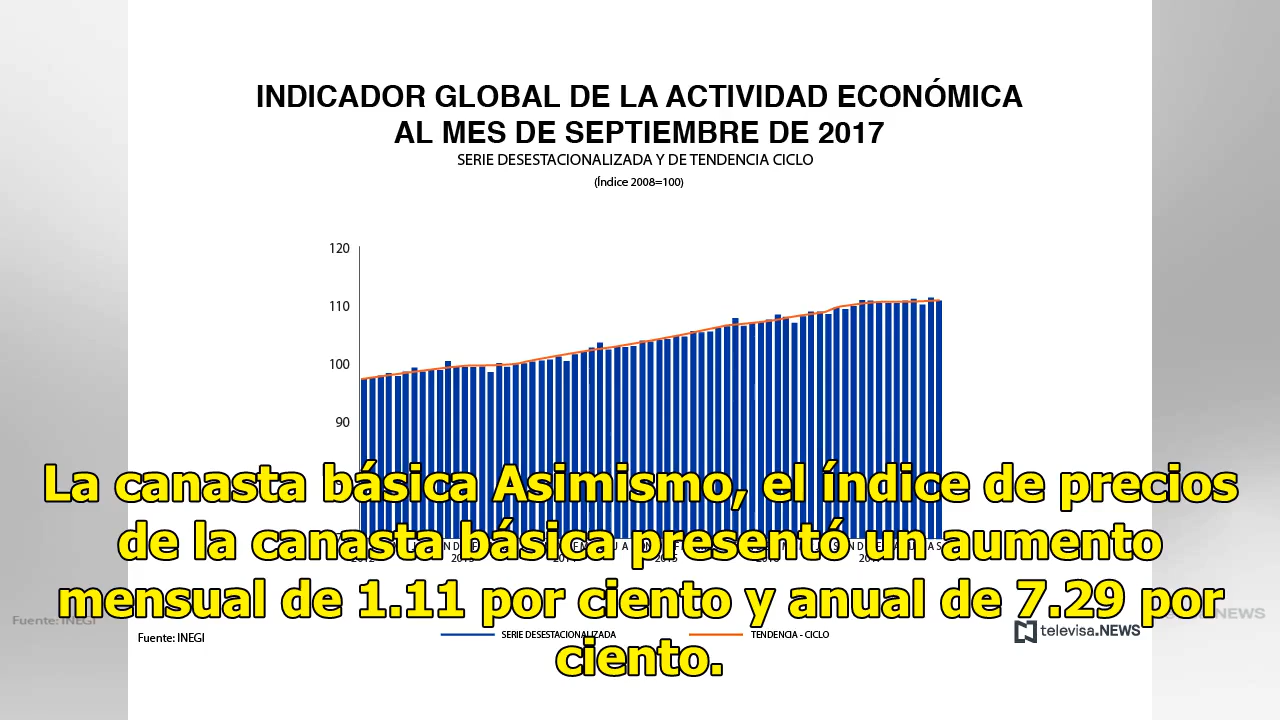 INDICADOR GLOBAL DE LA ACTIVIDAD ECONÓMICA
AL MES DE SEPTIEMBRE DE 2017
SERIE DESESTACIONALIZADA Y DE TENDENCIA CICLO
(Índice 2008=100)
120
110
100
90
La canasta básica Asimismo, el índice de precios
de la canasta básica presentó un aumento
mensual de 1.11 por ciento y anual de 7.29 por
ciento.
Fuente: INEGI
Fuente: INEGI
SERIE DESESTACIONALIZADA
TENDENCIA - CICLO
televisa.NEWS
NEWS